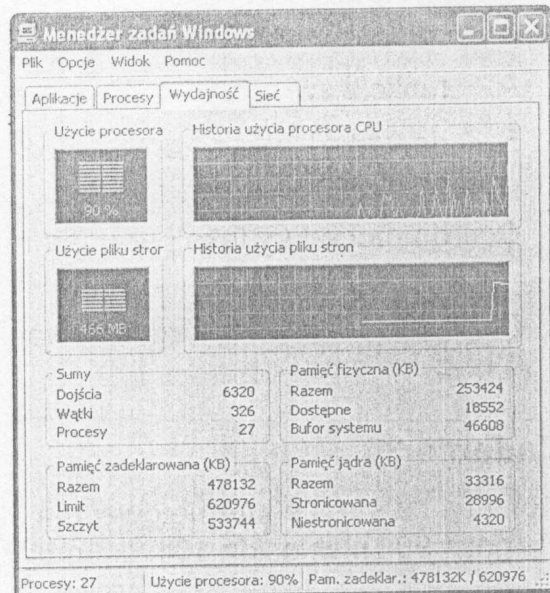 Menedżer zadań Windows
Plik Opcje Widok Pomoc
Aplikacje Procesy Wydajność Sieć
Użycie procesora
90 %
Historia użycia procesora CPU
Użycie pliku stror
466 MB
Historia użycia pliku stron
Sumy
Dojścia 6320
Wątki 326
Procesy 27
Pamięć fizyczna (KB)
Razem 253424
Dostępne 18552
Bufor systemu 46608
Pamięć zadeklarowana (KB)
Razem 478132
Limit 620976
Szczyt 533744
Pamięć jądra (KB)
Razem 33316
Stronicowana 28996
Niestronicowana 4320
Procesy: 27 Użycie procesora: 90% Pam. zadeklar.: 478132K / 620976